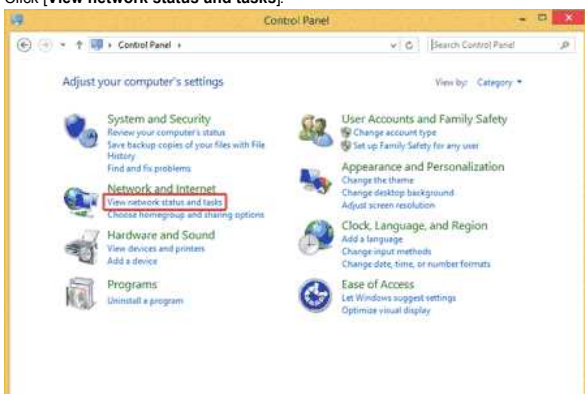 Click [View network status and tasks].
Control Panel
Control Panel
Search Control Panel
Adjust your computer's settings
View by: Category
System and Security
Review your computer's status
Save backup copies of your files with File
History
Find and fix problems
Network and Internet
View network status and tasks
Choose homegroup and sharing options
Hardware and Sound
View devices and printers
Add a device
Programs
Uninstall a program
User Accounts and Family Safety
Change account type
Set up Family Safety for any user
Appearance and Personalization
Change the theme
Change desktop background
Adjust screen resolution
Clock, Language, and Region
Add a language
Change input methods
Change date, time, or number formats
Ease of Access
Let Windows suggest settings
Optimize visual display